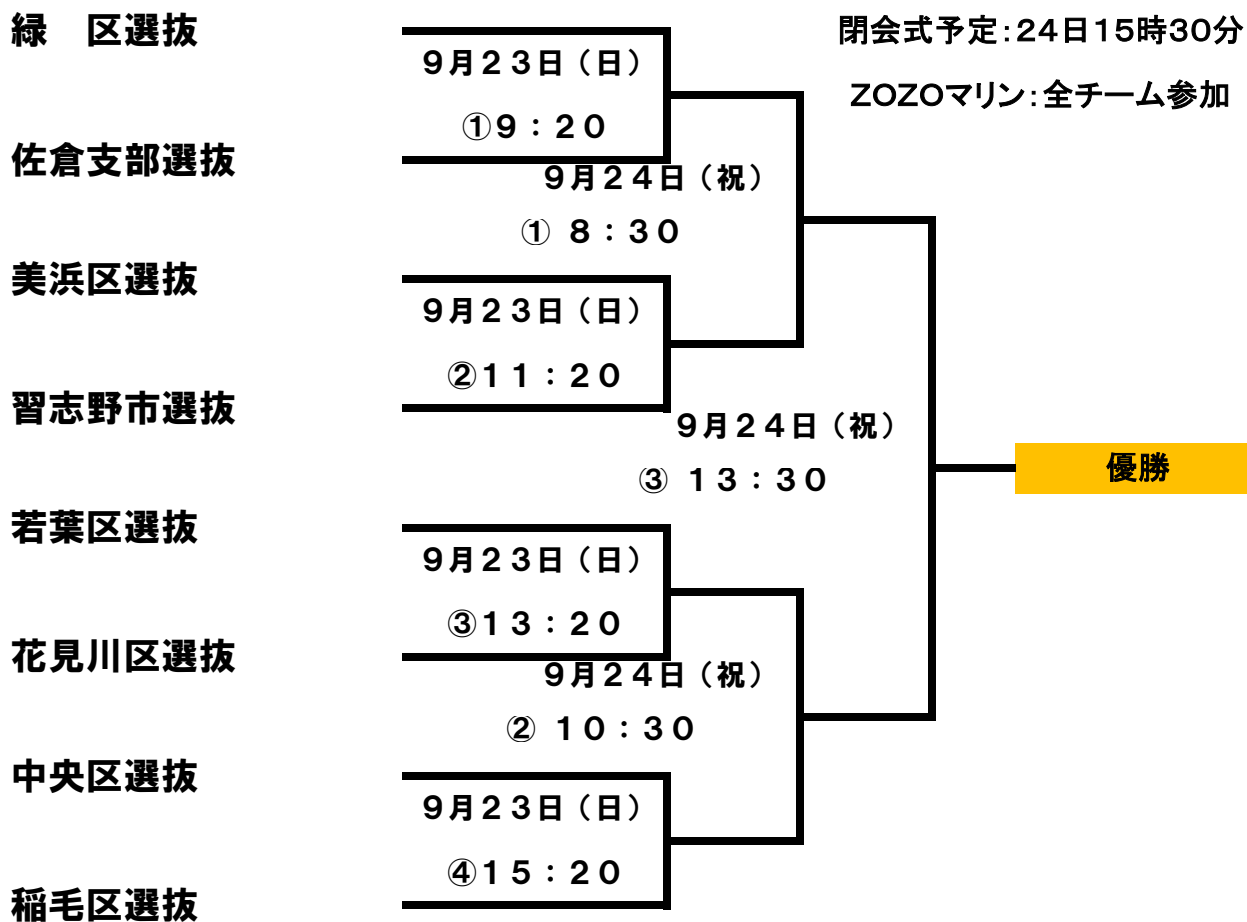 緑　区選抜
閉会式予定：２４日１５時３０分
９月２３日（日）
ZOZOマリン：全チーム参加
①９：２０
佐倉支部選抜
９月２４日（祝）
① ８：３０
美浜区選抜
９月２３日（日）
②１１：２０
習志野市選抜
９月２４日（祝）
優勝
③ １３：３０
若葉区選抜
９月２３日（日）
③１３：２０
花見川区選抜
９月２４日（祝）
② １０：３０
中央区選抜
９月２３日（日）
④１５：２０
稲毛区選抜